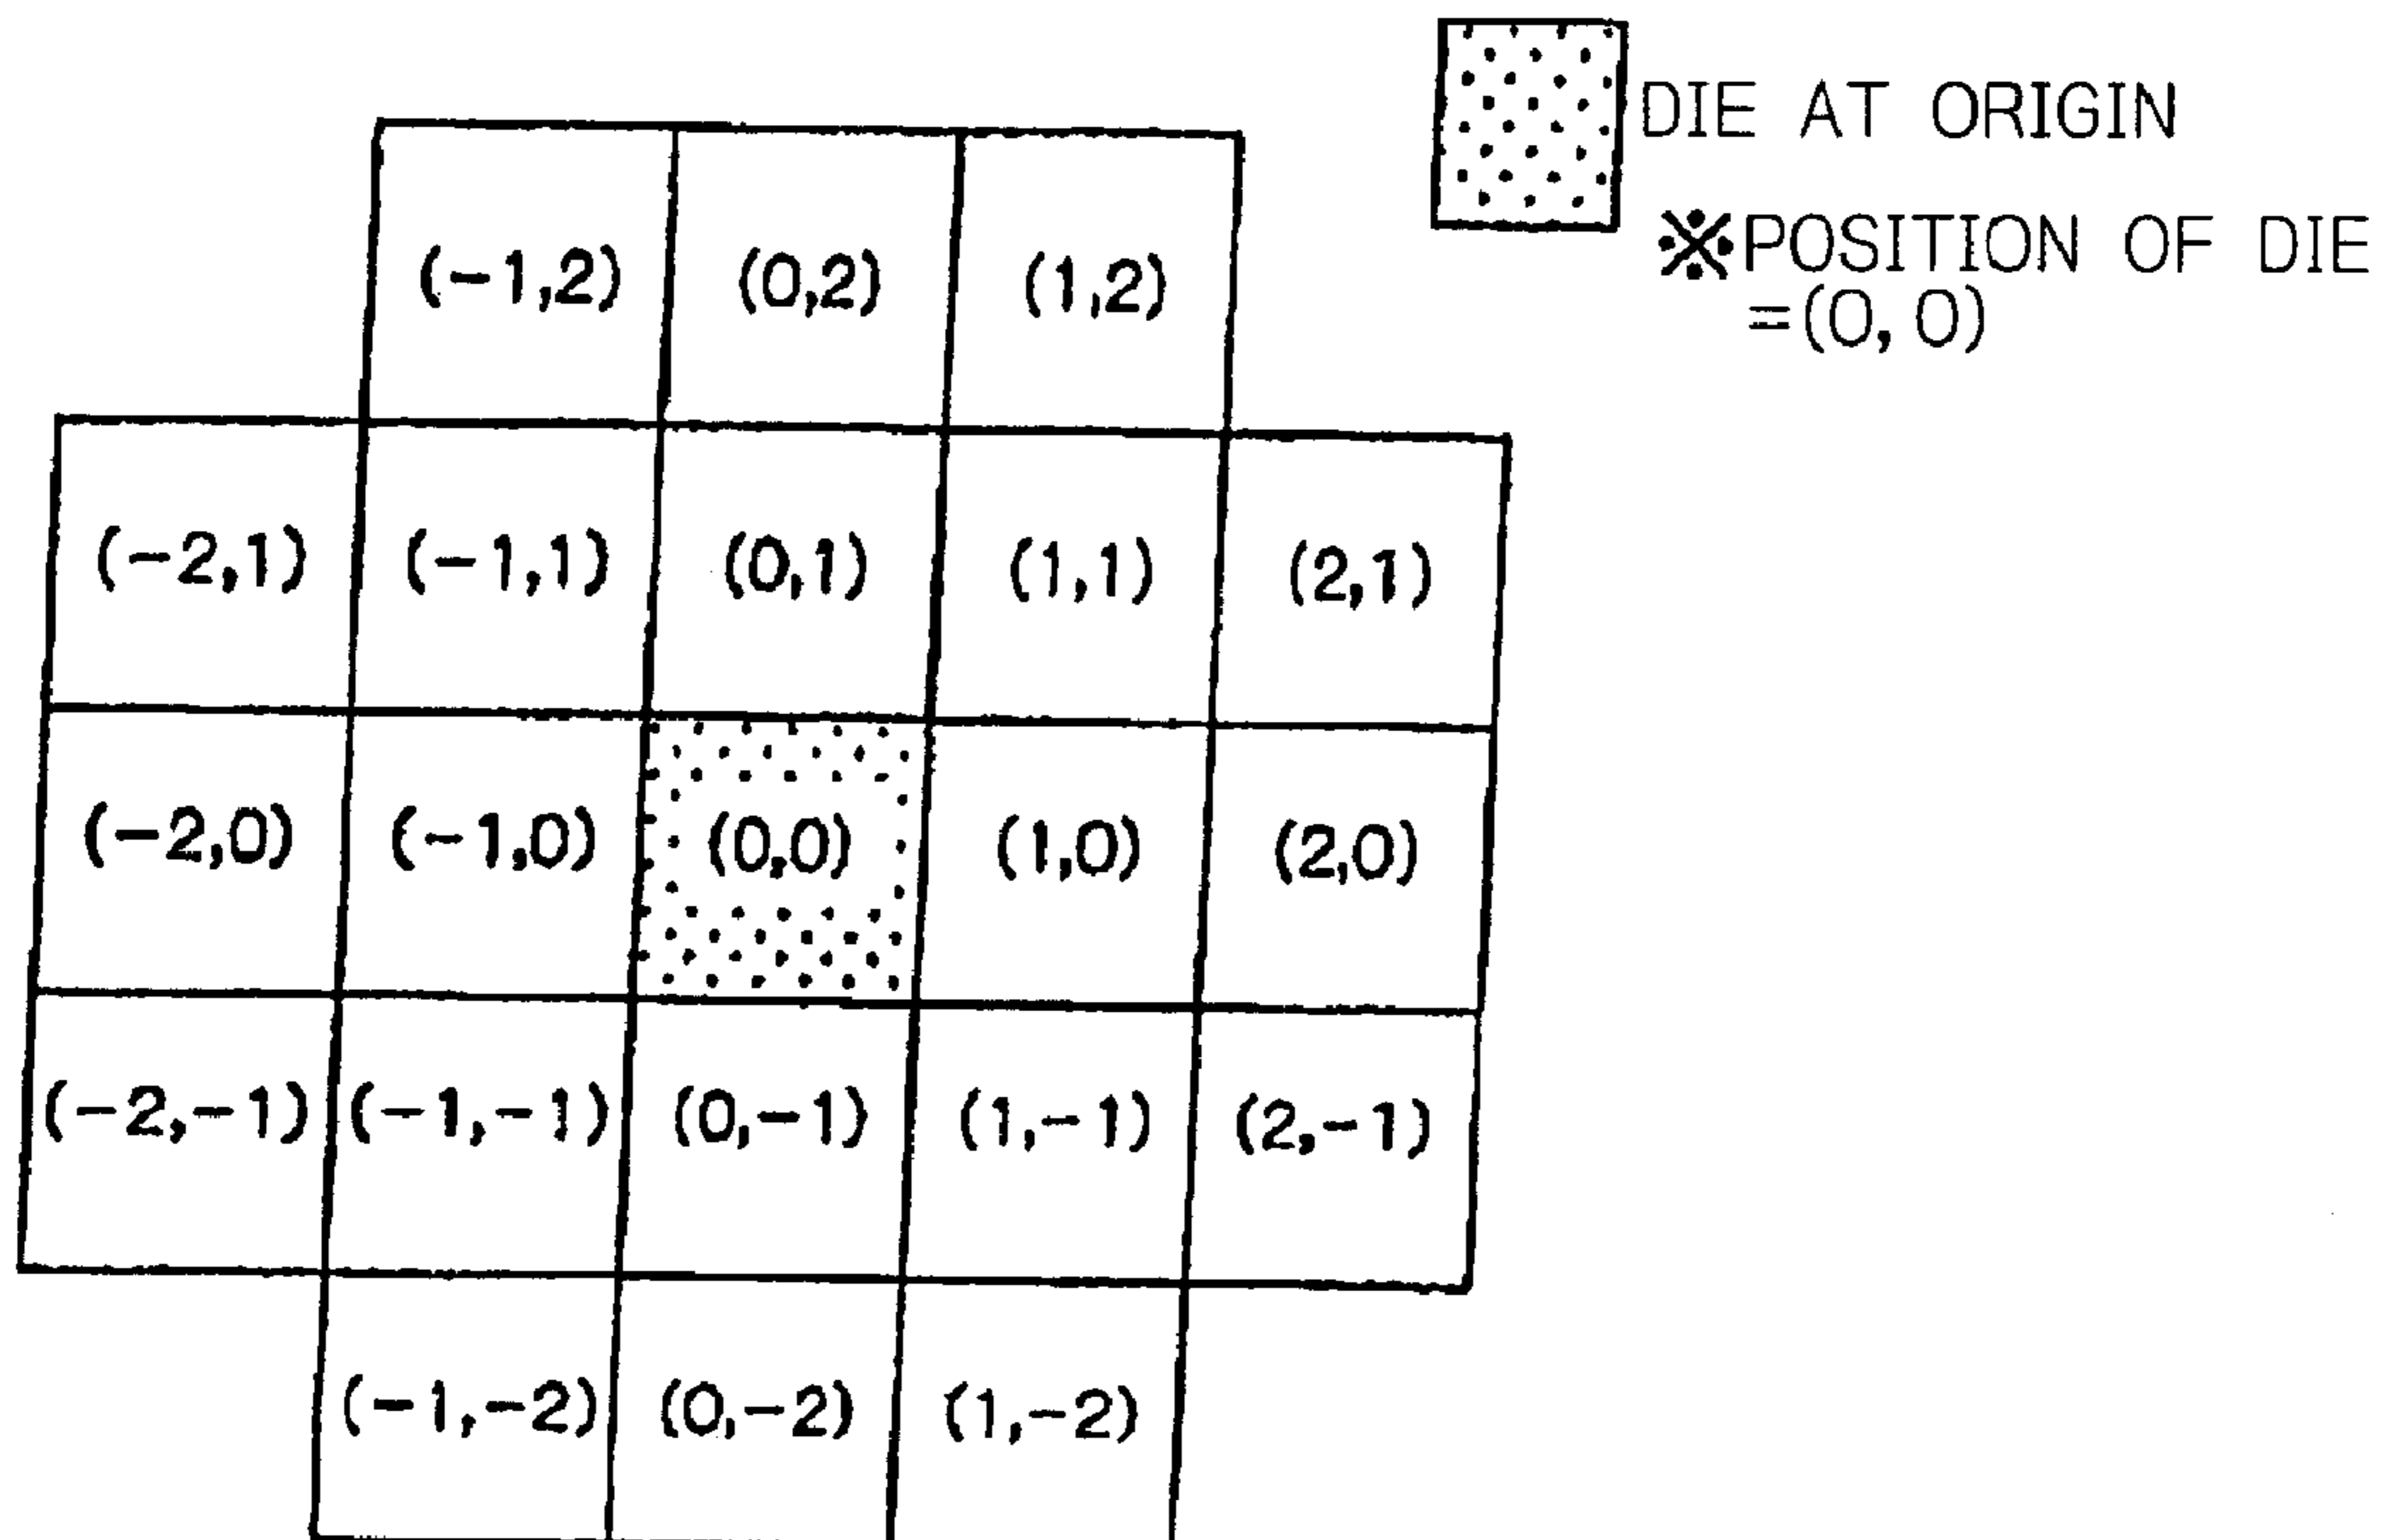 DIE AT ORIGIN
※POSITION OF DIE
=(0, 0)
(-1,2) (0,2) (1,2)
(-2,1) (-1,1) (0,1) (1,1) (2,1)
(-2,0) (-1,0) (0,0) (1,0) (2,0)
(-2,-1) (-1,-1) (0,-1) (1,-1) (2,-1)
(-1,-2) (0,-2) (1,-2)